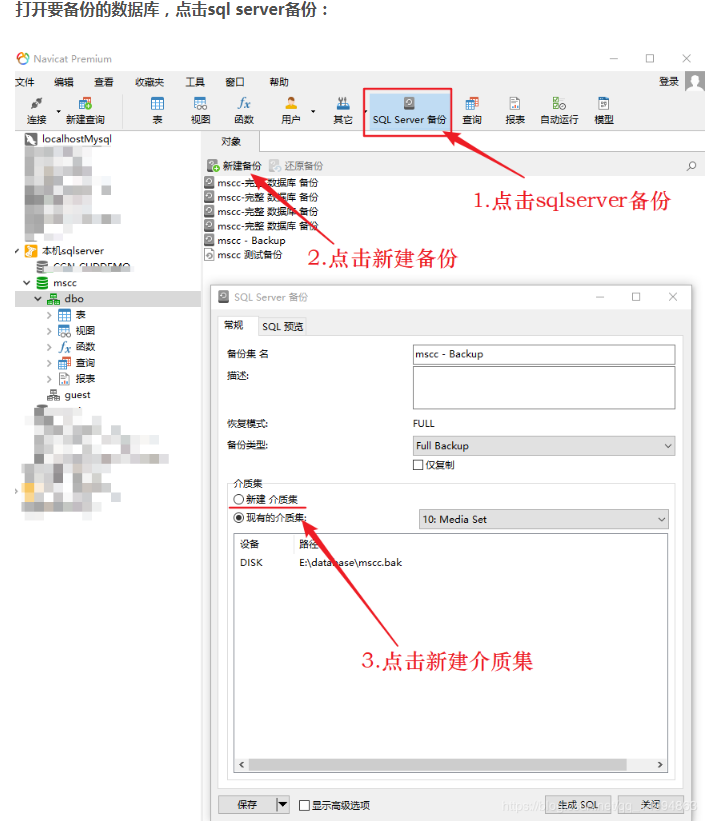 打开要备份的数据库，点击sql server备份：
Navicat Premium
文件 编辑 查看 收藏夹 工具 窗口 帮助 登录
连接 新建查询 表 视图 函数 用户 其它 SQL Server 备份 查询 报表 自动运行 模型
localhostMysql
对象
新建备份 还原备份
mscc-完整 数据库 备份
mscc-完整 数据库 备份
mscc-完整 数据库 备份
mscc-完整 数据库 备份
mscc - Backup
mscc 测试备份
1.点击sqlserver备份
2.点击新建备份
本机sqlserver
mscc
dbo
表
视图
函数
查询
报表
guest
SQL Server 备份
常规 SQL 预览
备份集 名 mscc - Backup
描述:
恢复模式: FULL
备份类型: Full Backup
仅复制
介质集
新建 介质集
现有的介质集: 10: Media Set
设备 路径
DISK E:\database\mscc.bak
3.点击新建介质集
保存 显示高级选项 生成 SQL 关闭